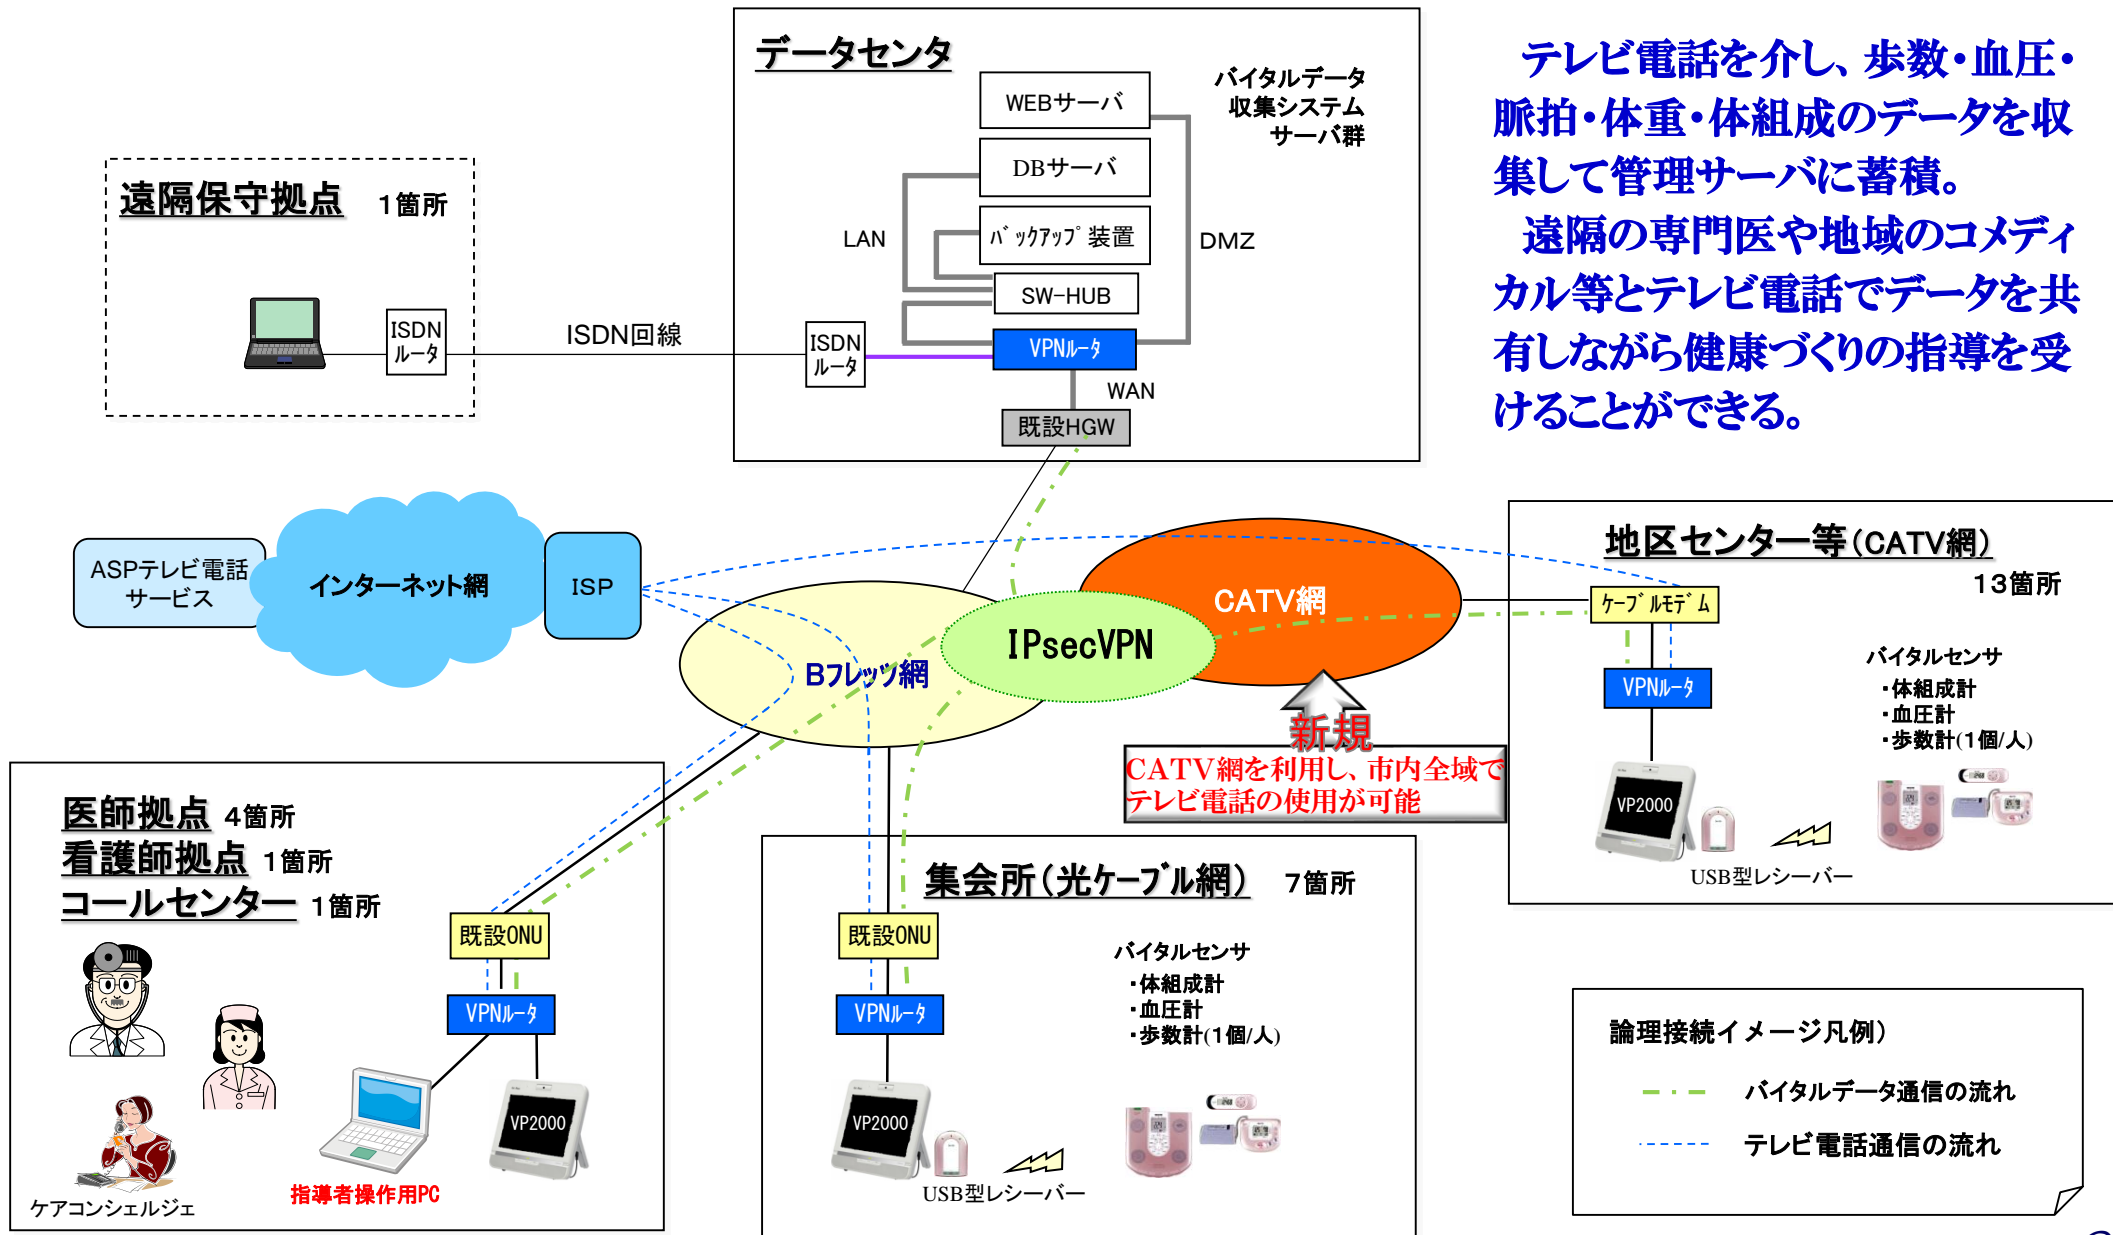 データセンタ
バイタルデータ
収集システム
サーバ群
WEBサーバ
DBサーバ
ﾊﾞｯｸｱｯﾌﾟ装置
SW-HUB
VPNﾙｰﾀ
LAN
DMZ
WAN
既設HGW
ISDN
ﾙｰﾀ
ISDN回線
遠隔保守拠点 1箇所
ISDN
ﾙｰﾀ
テレビ電話を介し、歩数・血圧・
脈拍・体重・体組成のデータを収
集して管理サーバに蓄積。
遠隔の専門医や地域のコメディ
カル等とテレビ電話でデータを共
有しながら健康づくりの指導を受
けることができる。
ASPテレビ電話
サービス
インターネット網
ISP
Bﾌﾚｯﾂ網
IPsecVPN
CATV網
新規
CATV網を利用し、市内全域で
テレビ電話の使用が可能
地区センター等(CATV網)
13箇所
ｹｰﾌﾞﾙﾓﾃﾞﾑ
VPNﾙｰﾀ
VP2000
バイタルセンサ
・体組成計
・血圧計
・歩数計(1個/人)
USB型レシーバー
医師拠点 4箇所
看護師拠点 1箇所
コールセンター 1箇所
既設ONU
VPNﾙｰﾀ
VP2000
指導者操作用PC
ケアコンシェルジェ
集会所(光ｹｰﾌﾞﾙ網) 7箇所
既設ONU
VPNﾙｰﾀ
VP2000
バイタルセンサ
・体組成計
・血圧計
・歩数計(1個/人)
USB型レシーバー
論理接続イメージ凡例)
バイタルデータ通信の流れ
テレビ電話通信の流れ